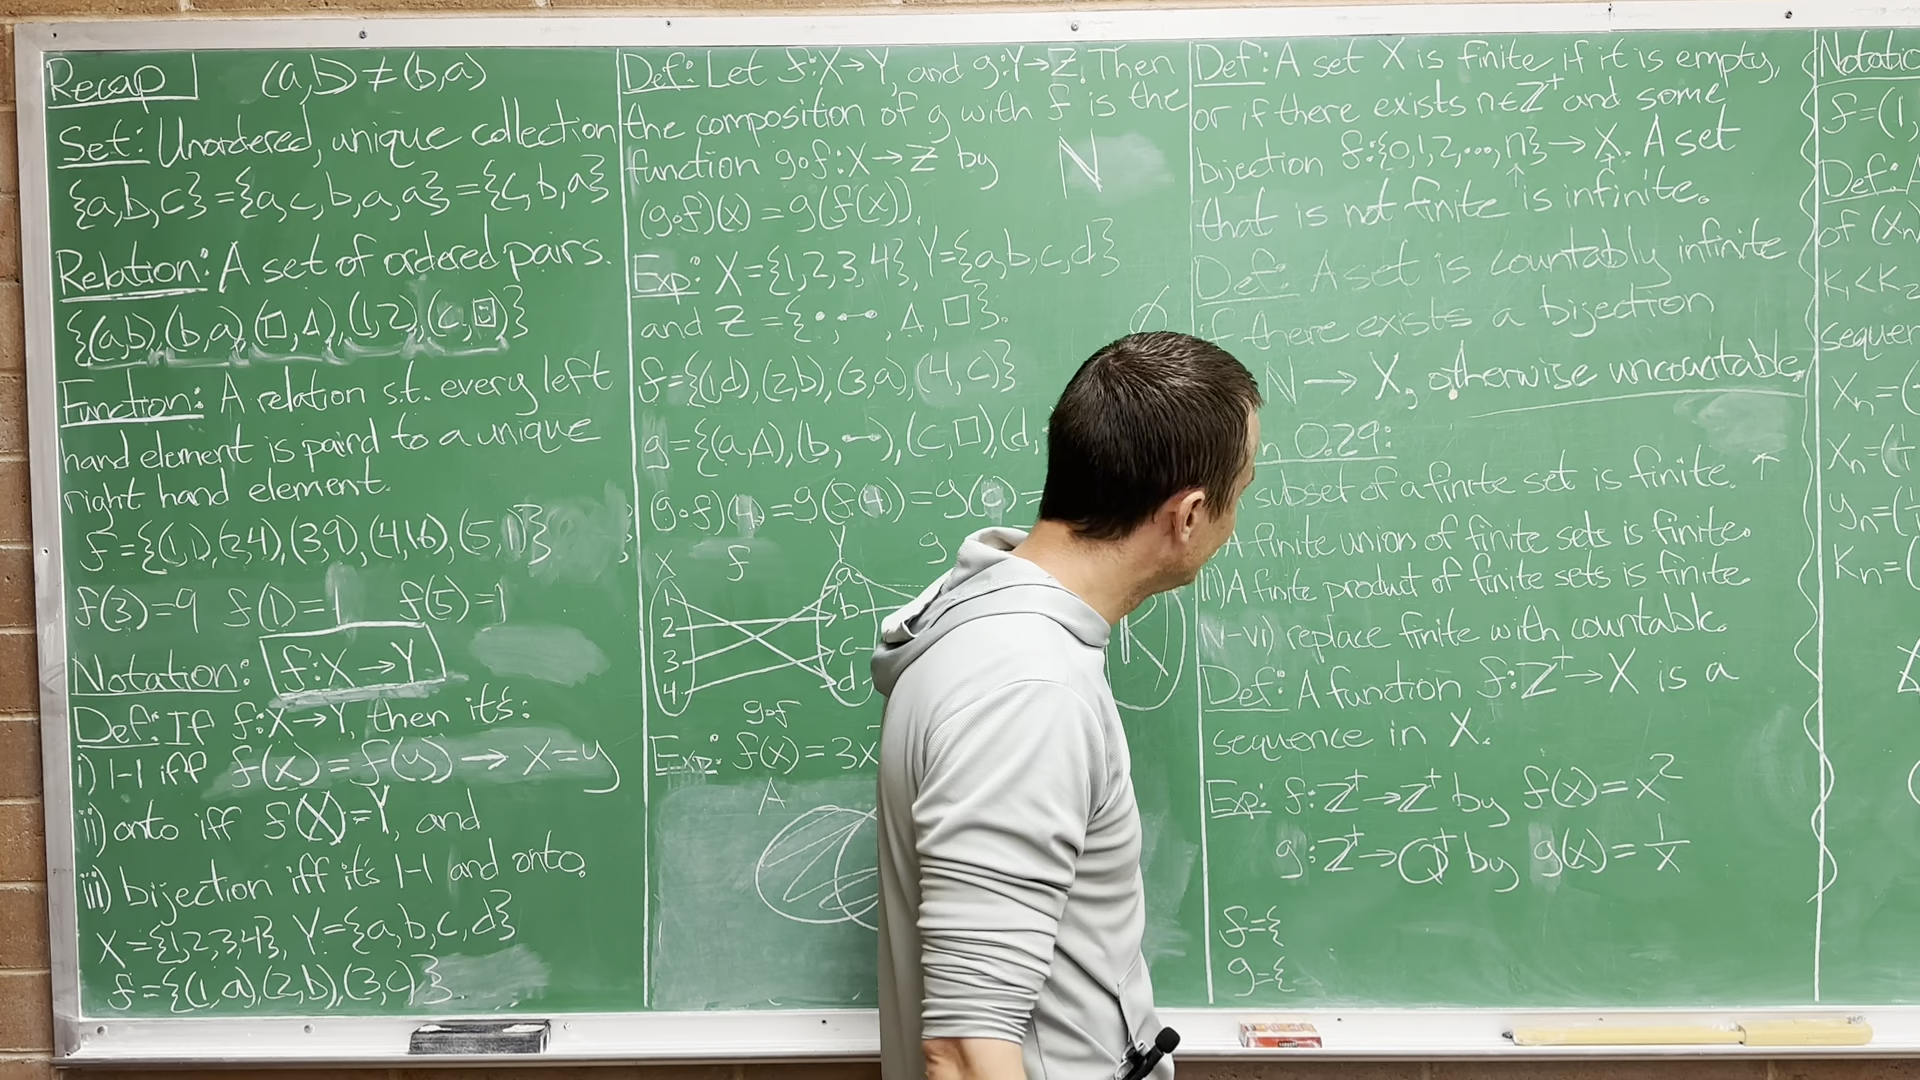 Recap (a,b) ≠ (b,a)
Set: Unordered, unique collection
{a,b,c} = {a,c,b,a,a} = {c,b,a}
Relation: A set of ordered pairs.
{(a,b),(b,a),(□,Δ),(1,2),(c,□)}
Function: A relation s.t. every left
hand element is paird to a unique
right hand element.
f={(1,1),(2,4),(3,9),(4,16),(5,1)}
f(3)=9 f(1)=1 f(5)=1
Notation: f:X→Y
Def: If f:X→Y, then it's:
i) 1-1 iff f(x)=f(y)→x=y
ii) onto iff f(X)=Y, and
iii) bijection iff it's 1-1 and onto.
X={1,2,3,4}, Y={a,b,c,d}
f={(1,a),(2,b),(3,c)}
Def: Let f:X→Y, and g:Y→Z. Then
the composition of g with f is the
function g∘f:X→Z by N
(g∘f)(x)=g(f(x)).
Exp: X={1,2,3,4}, Y={a,b,c,d}
and Z={•, •–•, Δ, □}.
f={(1,d),(2,b),(3,a),(4,c)}
g={(a,Δ),(b,•–•),(c,□)(d,
(g∘f)(4)=g(f(4))=g(c)=
X f Y g
1 a
2 b
3 c
4 d
g∘f
Exp: f(x)=3x
A
Def: A set X is finite if it is empty,
or if there exists n∈Z⁺ and some
bijection f:{0,1,2,...,n}→X. A set
that is not finite is infinite.
Def: A set is countably infinite
if there exists a bijection
N→X, otherwise uncountable.
n 0.29:
subset of a finite set is finite.
A finite union of finite sets is finite.
iii) A finite product of finite sets is finite
iv-vi) replace finite with countable.
Def: A function f:Z⁺→X is a
sequence in X.
Exp: f:Z⁺→Z⁺ by f(x)=x²
g:Z⁺→Q⁺ by g(x)=1/x
f={
g={
Notatio
f=(1,
Def: A
of (xn
k₁<k₂
sequen
Xn=(
Xn=(1
yn=(
Kn=(